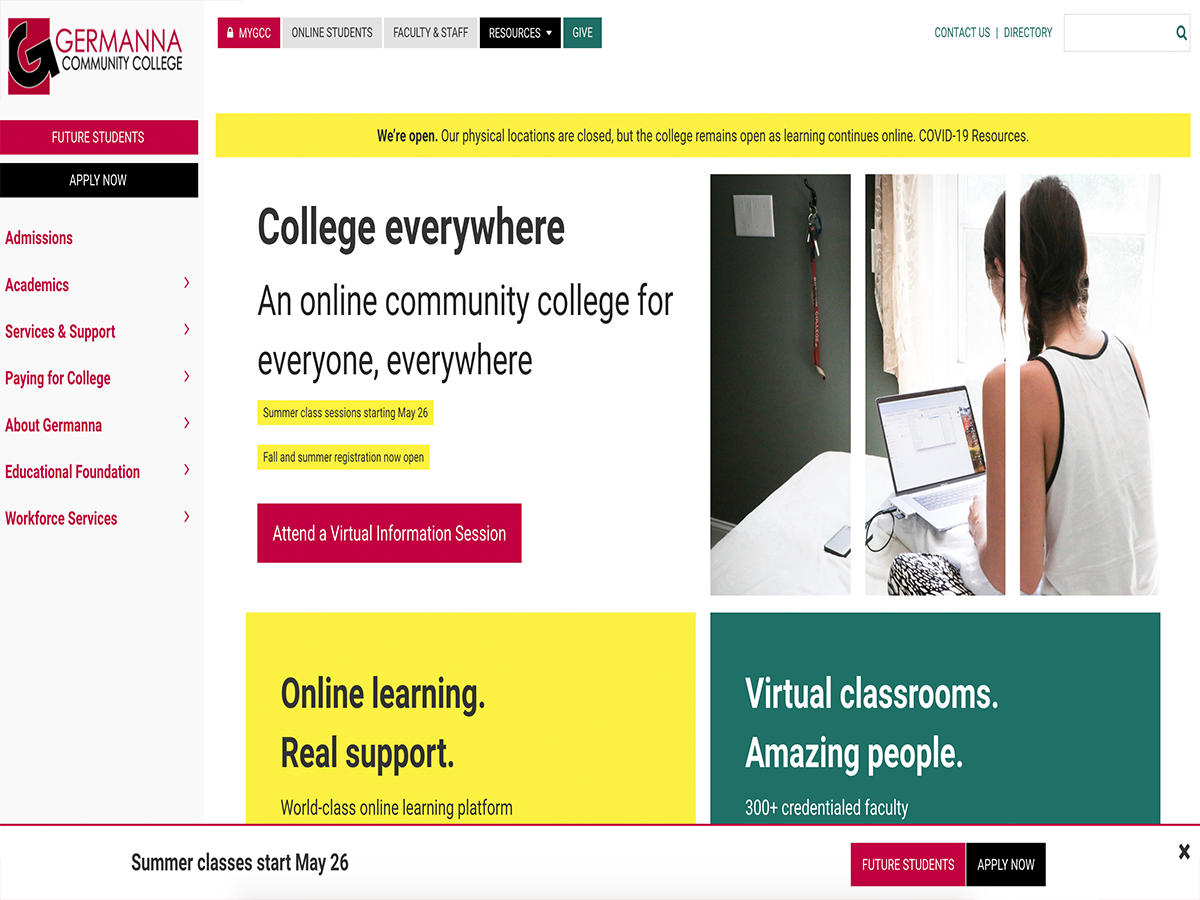 GERMANNA
COMMUNITY COLLEGE
MYGCC
ONLINE STUDENTS
FACULTY & STAFF
RESOURCES
GIVE
CONTACT US | DIRECTORY
FUTURE STUDENTS
APPLY NOW
Admissions
Academics
Services & Support
Paying for College
About Germanna
Educational Foundation
Workforce Services
We're open. Our physical locations are closed, but the college remains open as learning continues online. COVID-19 Resources.
College everywhere
An online community college for
everyone, everywhere
Summer class sessions starting May 26
Fall and summer registration now open
Attend a Virtual Information Session
Online learning.
Real support.
World-class online learning platform
Virtual classrooms.
Amazing people.
300+ credentialed faculty
Summer classes start May 26
FUTURE STUDENTS
APPLY NOW